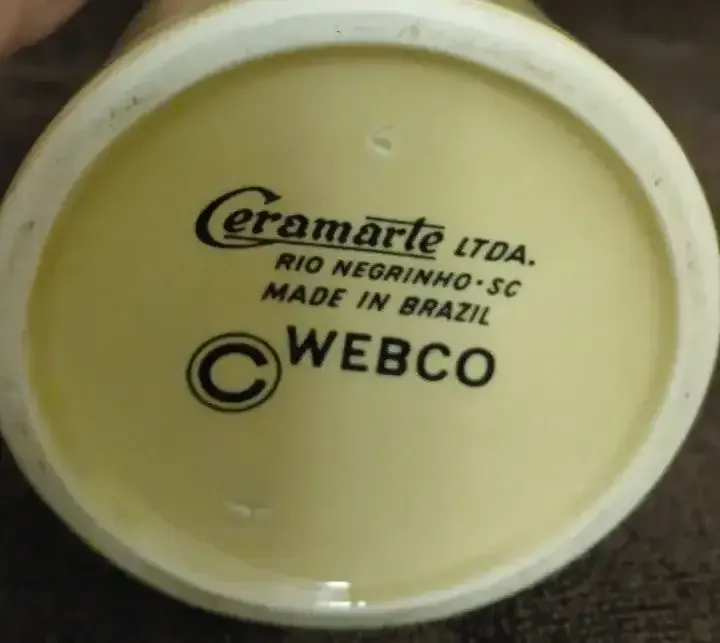 Ceramarte LTDA.
RIO NEGRINHO·SC
MADE IN BRAZIL
© WEBCO